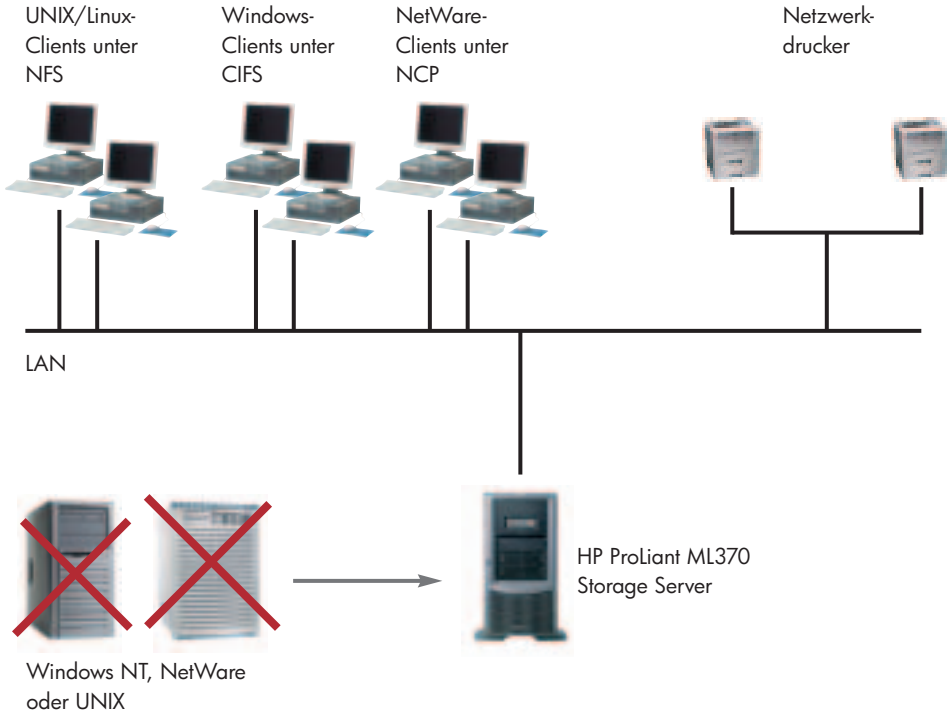 UNIX/Linux-
Clients unter
NFS
Windows-
Clients unter
CIFS
NetWare-
Clients unter
NCP
Netzwerk-
drucker
LAN
HP ProLiant ML370
Storage Server
Windows NT, NetWare
oder UNIX